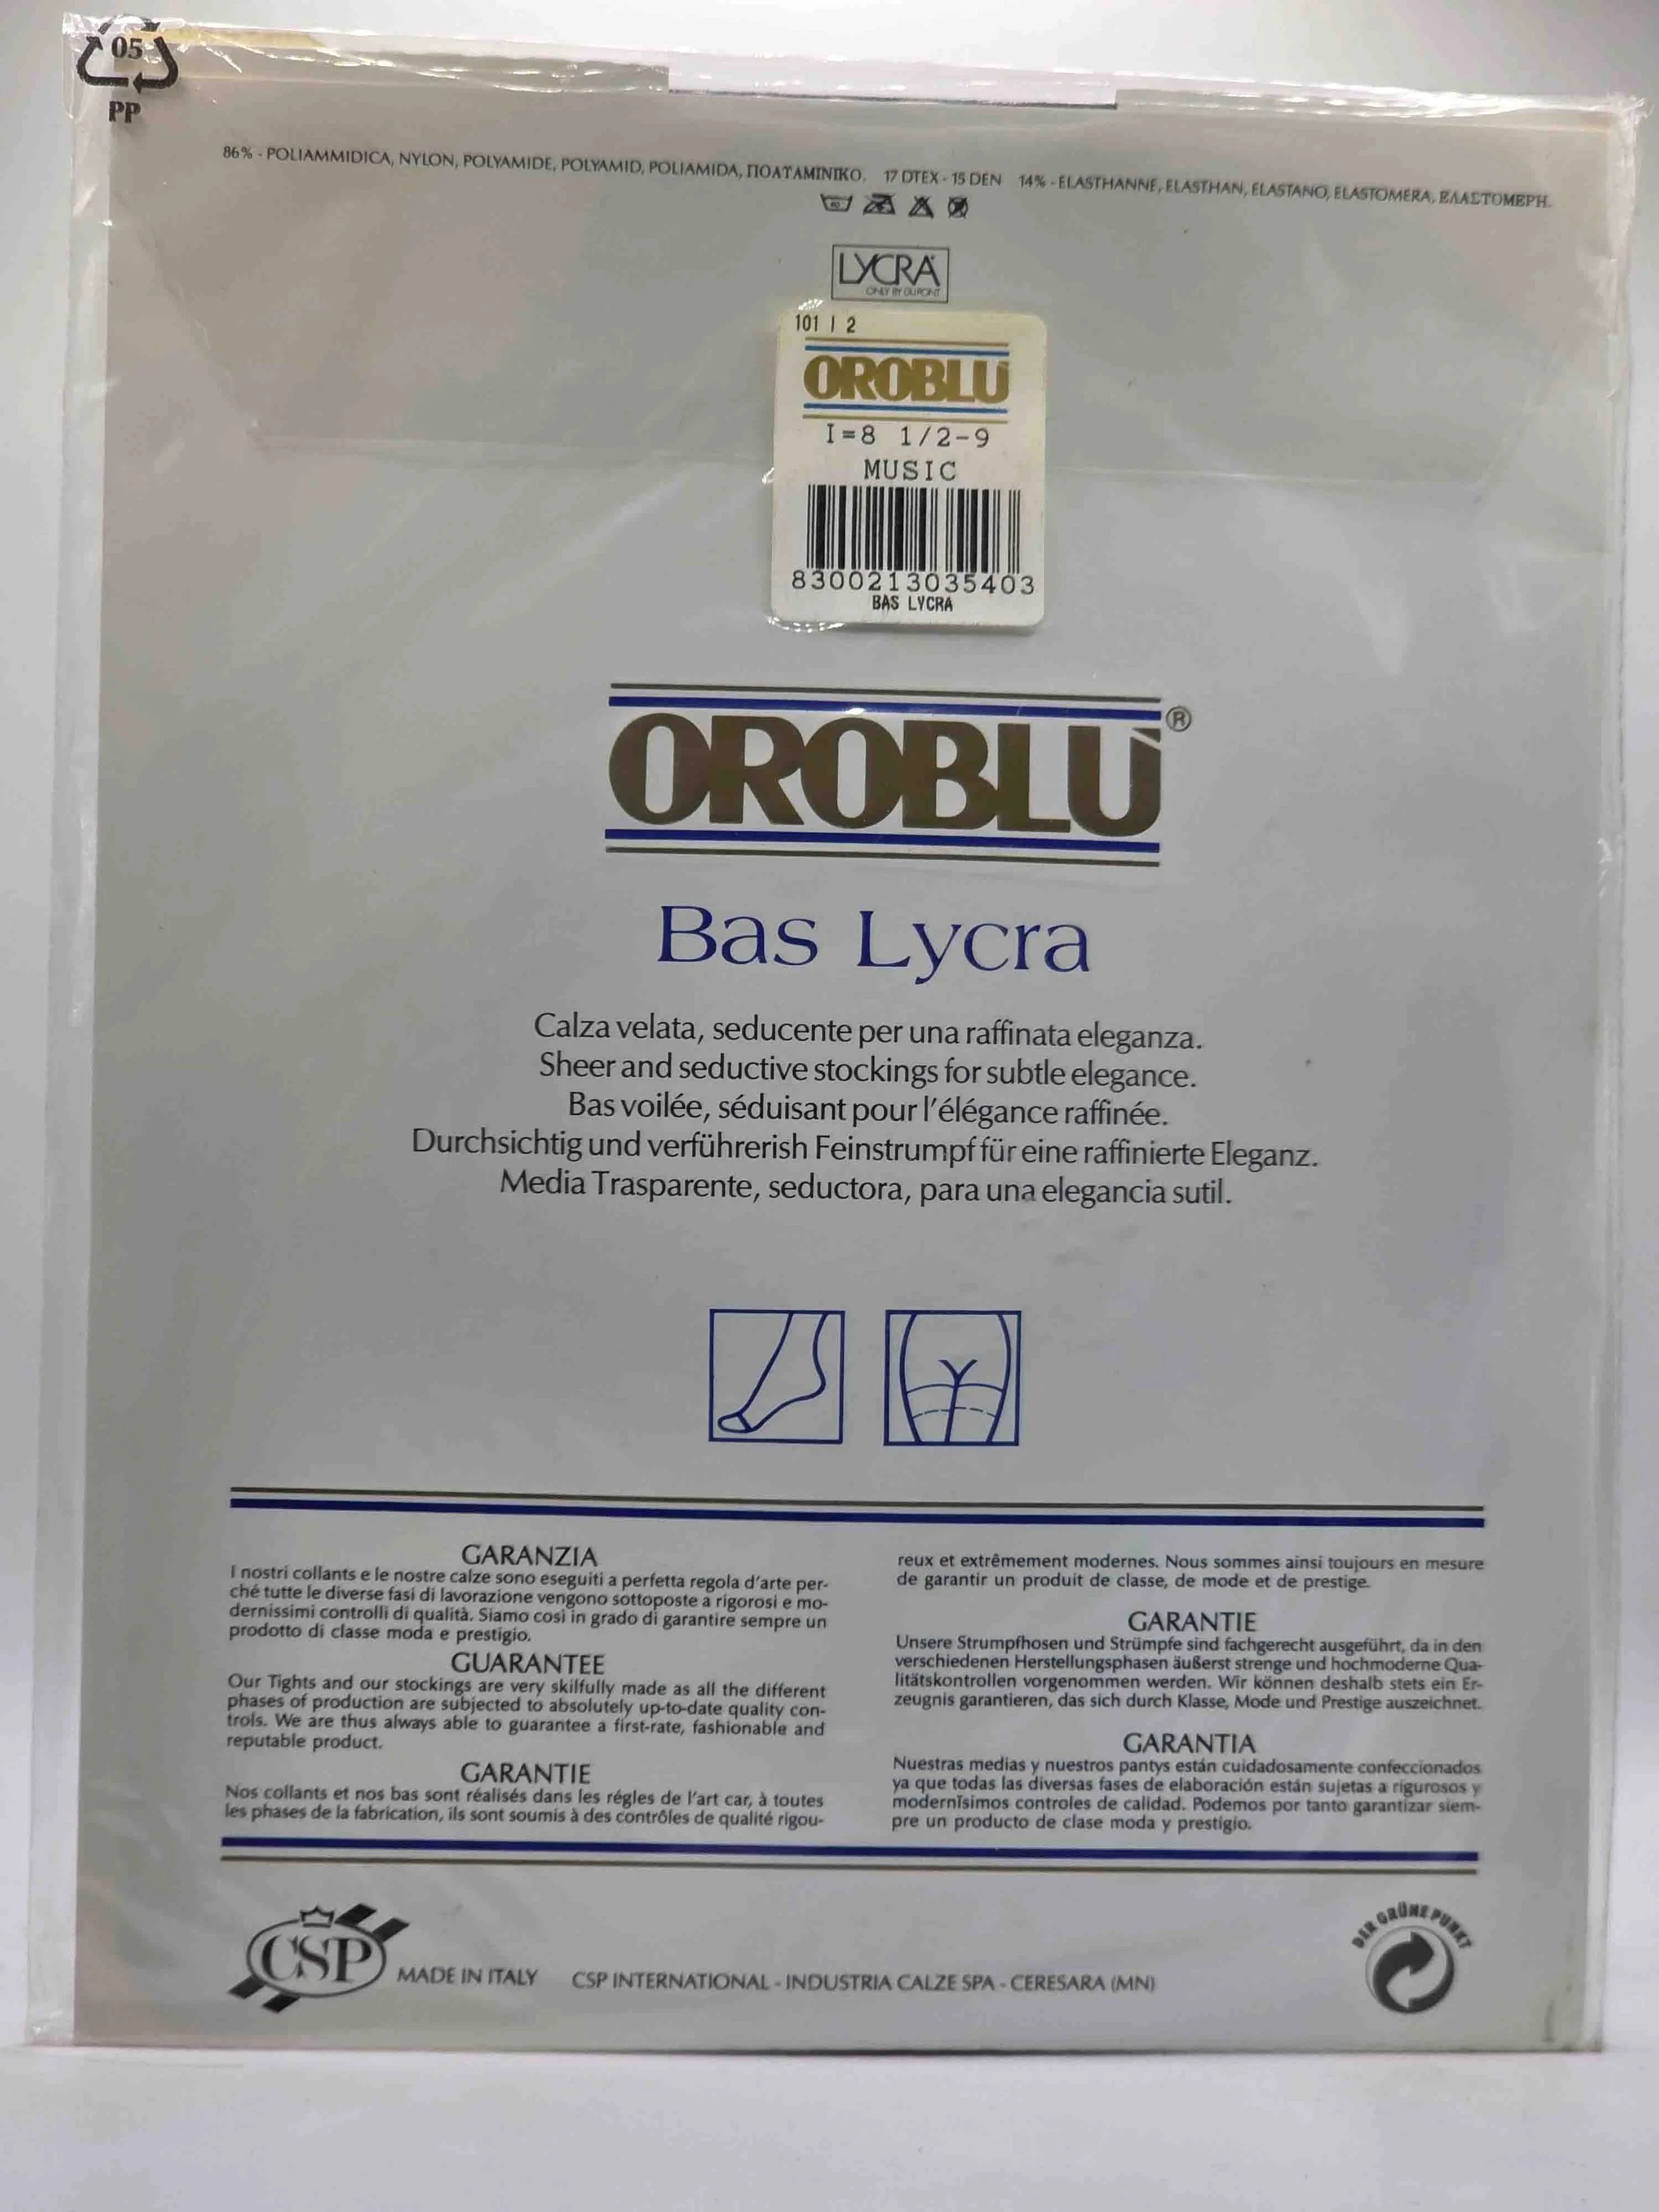 05
PP
86% - POLIAMMIDICA, NYLON, POLYAMIDE, POLYAMID, POLIAMIDA, ΠΟΛΤΑΜΙΝΙΚΟ. 17 DTEX - 15 DEN 14% - ELASTHANNE, ELASTHAN, ELASTANO, ELASTOMERA, ΕΛΑΣΤΟΜΕΡΗ.
LYCRA
ONLY BY DU PONT
101 | 2
OROBLÙ
I=8 1/2-9
MUSIC
8300213035403
BAS LYCRA
OROBLÙ®
Bas Lycra
Calza velata, seducente per una raffinata eleganza.
Sheer and seductive stockings for subtle elegance.
Bas voilée, séduisant pour l'élégance raffinée.
Durchsichtig und verführerish Feinstrumpf für eine raffinierte Eleganz.
Media Trasparente, seductora, para una elegancia sutil.
GARANZIA
I nostri collants e le nostre calze sono eseguiti a perfetta regola d'arte per-
ché tutte le diverse fasi di lavorazione vengono sottoposte a rigorosi e mo-
dernissimi controlli di qualità. Siamo così in grado di garantire sempre un
prodotto di classe moda e prestigio.
GUARANTEE
Our Tights and our stockings are very skilfully made as all the different
phases of production are subjected to absolutely up-to-date quality con-
trols. We are thus always able to guarantee a first-rate, fashionable and
reputable product.
GARANTIE
Nos collants et nos bas sont réalisés dans les régles de l'art car, à toutes
les phases de la fabrication, ils sont soumis à des contrôles de qualité rigou-
reux et extrêmement modernes. Nous sommes ainsi toujours en mesure
de garantir un produit de classe, de mode et de prestige.
GARANTIE
Unsere Strumpfhosen und Strümpfe sind fachgerecht ausgeführt, da in den
verschiedenen Herstellungsphasen äußerst strenge und hochmoderne Qua-
litätskontrollen vorgenommen werden. Wir können deshalb stets ein Er-
zeugnis garantieren, das sich durch Klasse, Mode und Prestige auszeichnet.
GARANTIA
Nuestras medias y nuestros pantys están cuidadosamente confeccionados
ya que todas las diversas fases de elaboración están sujetas a rigurosos y
modernísimos controles de calidad. Podemos por tanto garantizar siem-
pre un producto de clase moda y prestigio.
CSP
MADE IN ITALY CSP INTERNATIONAL - INDUSTRIA CALZE SPA - CERESARA (MN)
DER GRÜNE PUNKT